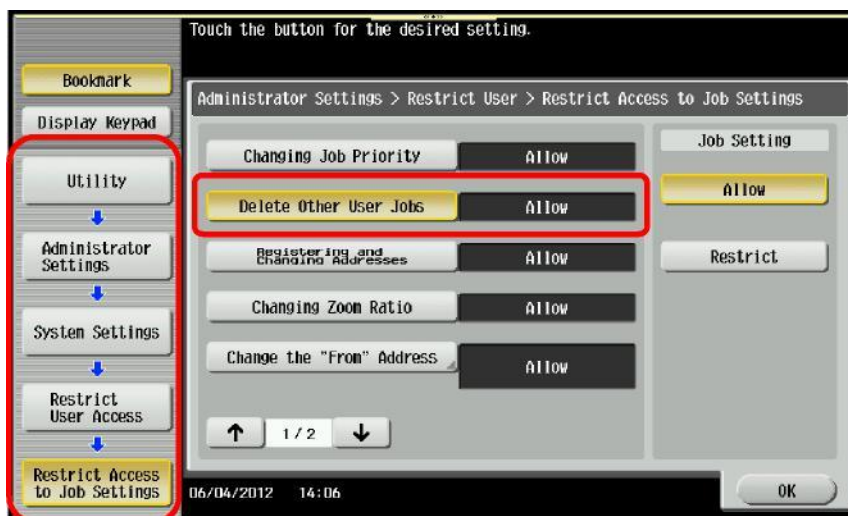 Touch the button for the desired setting.
Bookmark
Display Keypad
Utility
Administrator
Settings
System Settings
Restrict
User Access
Restrict Access
to Job Settings
Administrator Settings > Restrict User > Restrict Access to Job Settings
Changing Job Priority
Allow
Delete Other User Jobs
Allow
Registering and
Changing Addresses
Allow
Changing Zoom Ratio
Allow
Change the "From" Address
Allow
1/2
Job Setting
Allow
Restrict
06/04/2012 14:06
OK